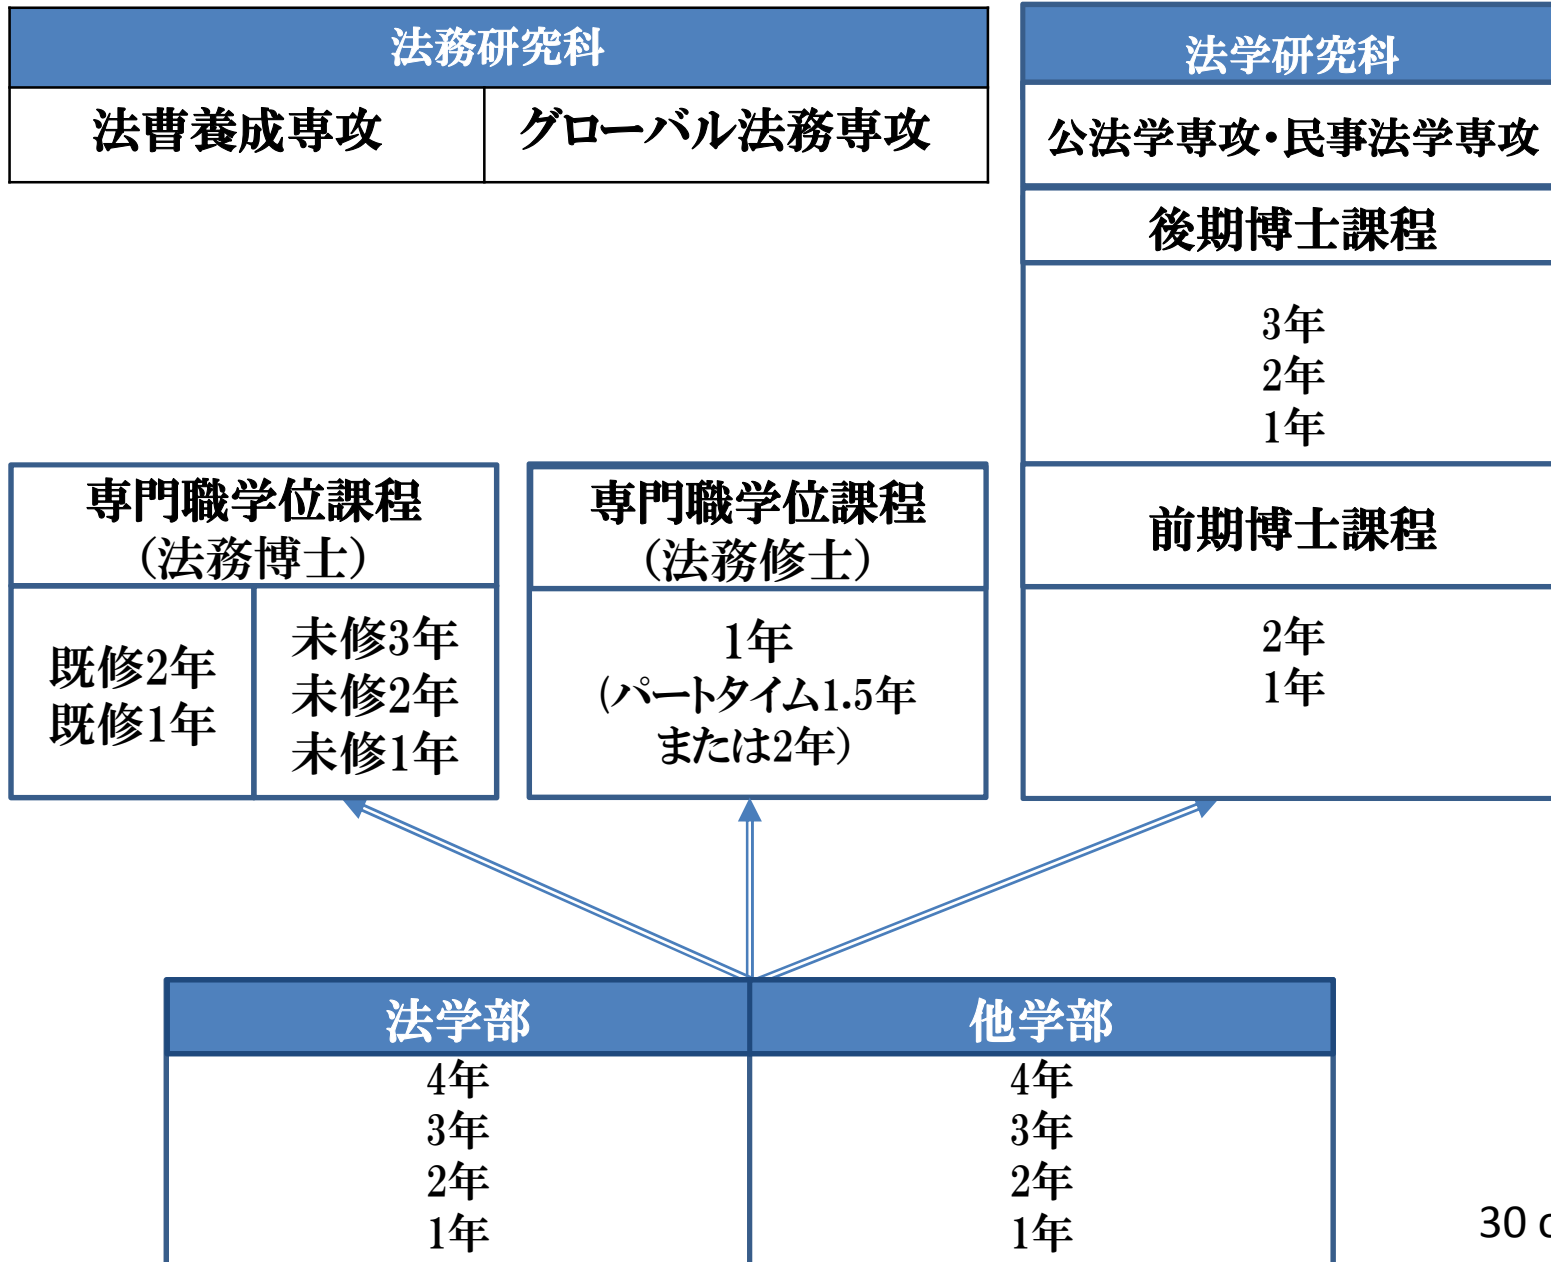 法務研究科
法曹養成専攻
グローバル法務専攻
法学研究科
公法学専攻・民事法学専攻
後期博士課程
3年
2年
1年
前期博士課程
2年
1年
専門職学位課程
(法務博士)
既修2年
既修1年
未修3年
未修2年
未修1年
専門職学位課程
(法務修士)
1年
(パートタイム1.5年
または2年)
法学部
4年
3年
2年
1年
他学部
4年
3年
2年
1年
30